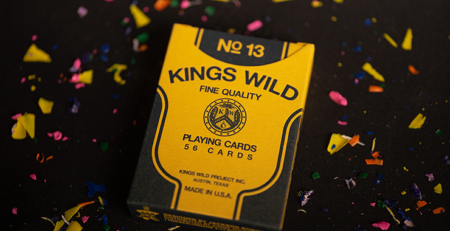 No 13
KINGS WILD
FINE QUALITY
PLAYING CARDS
56 CARDS
KINGS WILD PROJECT INC.
AUSTIN, TEXAS
MADE IN U.S.A.